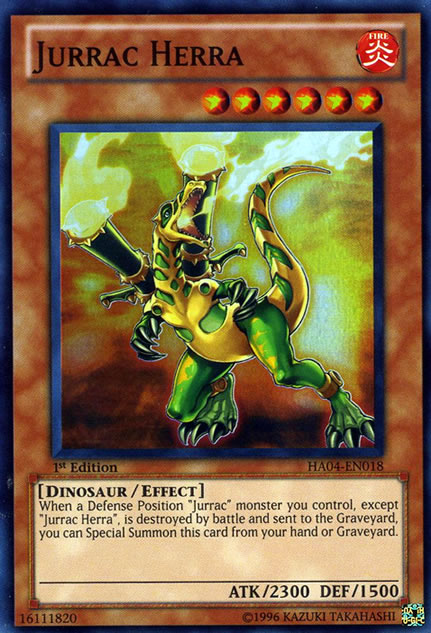 JURRAC HERRA
FIRE
炎
1st Edition
HA04-EN018
[DINOSAUR / EFFECT]
When a Defense Position "Jurrac" monster you control, except
"Jurrac Herra", is destroyed by battle and sent to the Graveyard,
you can Special Summon this card from your hand or Graveyard.
ATK/2300 DEF/1500
16111820
©1996 KAZUKI TAKAHASHI